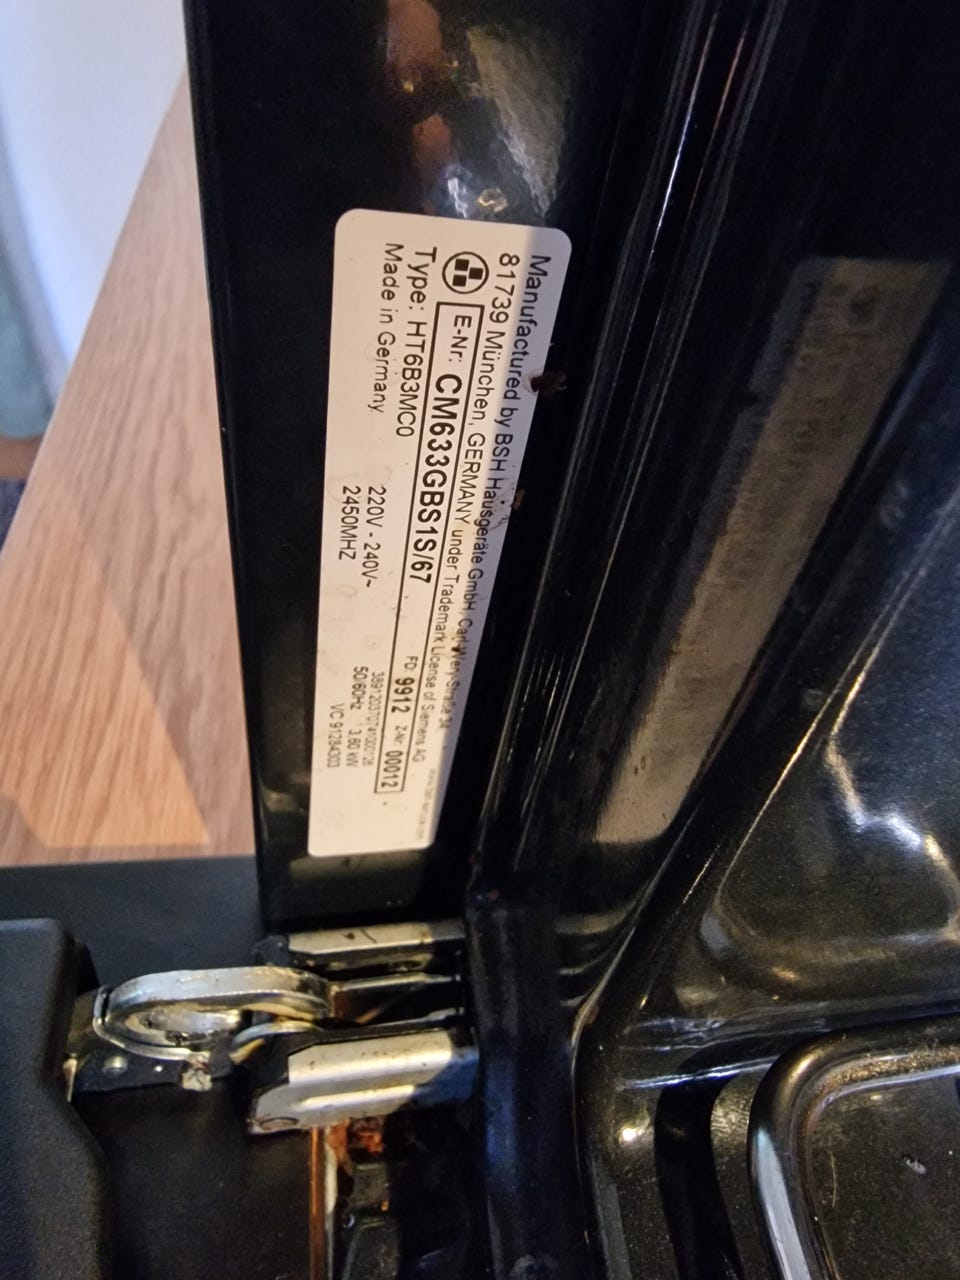 Manufactured by BSH Hausgeräte GmbH, Carl-Wery-Straße 34
81739 München, GERMANY under Trademark License of Siemens AG
E-Nr: CM633GBS1S/67 FD: 9912 Z-Nr: 00012
Type: HT6B3MC0
Made in Germany
220V - 240V~ 50/60Hz 3.60 kW
2450MHZ VC 91284303